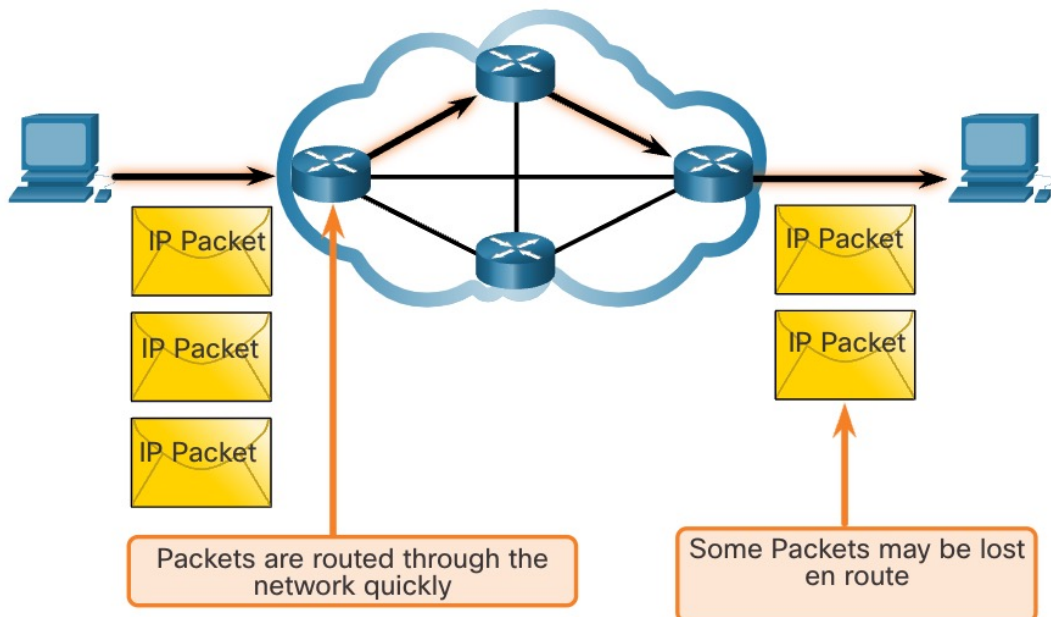 IP Packet
IP Packet
IP Packet
IP Packet
IP Packet
Packets are routed through the
network quickly
Some Packets may be lost
en route